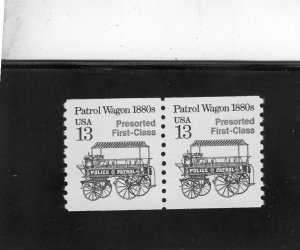 Patrol Wagon 1880s
USA
13
Presorted
First-Class
POLICE PATROL
Patrol Wagon 1880s
USA
13
Presorted
First-Class
POLICE PATROL